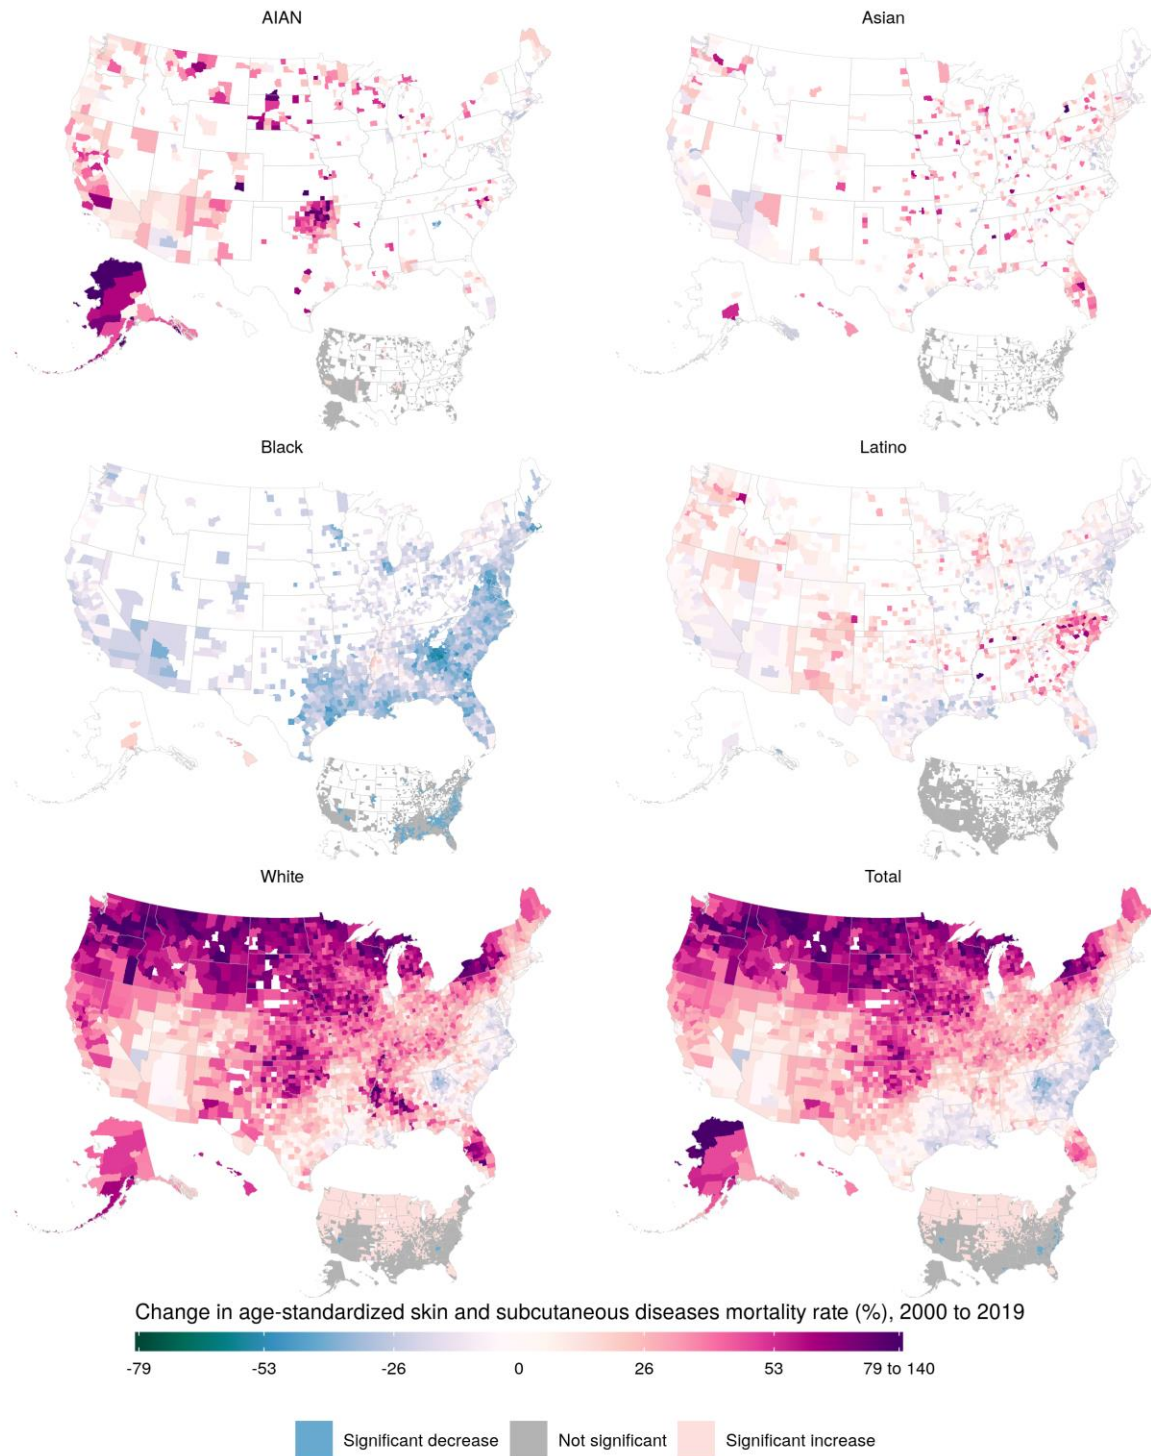 AIAN
Asian
Black
Latino
White
Total
Change in age-standardized skin and subcutaneous diseases mortality rate (%), 2000 to 2019
-79 -53 -26 0 26 53 79 to 140
Significant decrease Not significant Significant increase